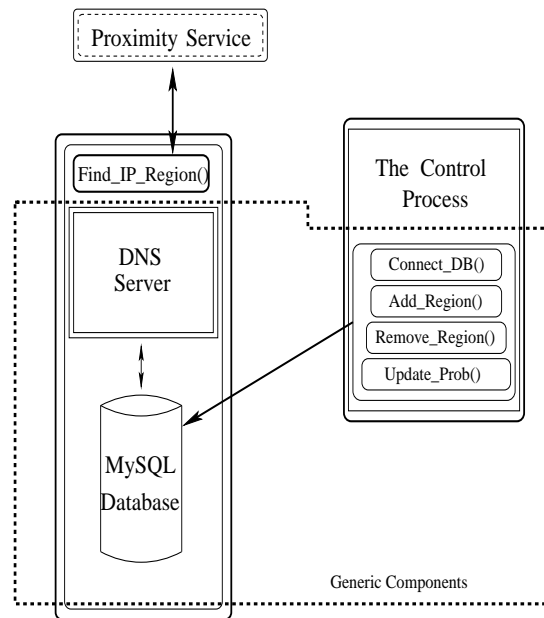 Proximity Service
Find_IP_Region()
DNS
Server
MySQL
Database
The Control
Process
Connect_DB()
Add_Region()
Remove_Region()
Update_Prob()
Generic Components